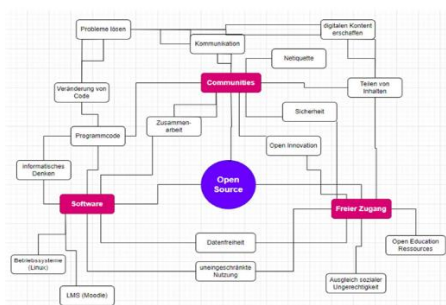 Probleme lösen
digitalen Kontent
erschaffen
Kommunikation
Netiquette
Communities
Veränderung von
Code
Teilen von
Inhalten
Sicherheit
Zusammen-
arbeit
Programmcode
Open Innovation
Informatisches
Denken
Open
Source
Software
Freier Zugang
Datenfreiheit
Open Education
Ressources
Betriebssysteme
(Linux)
uneingeschränkte
Nutzung
Ausgleich sozialer
Ungerechtigkeit
LMS (Moodle)